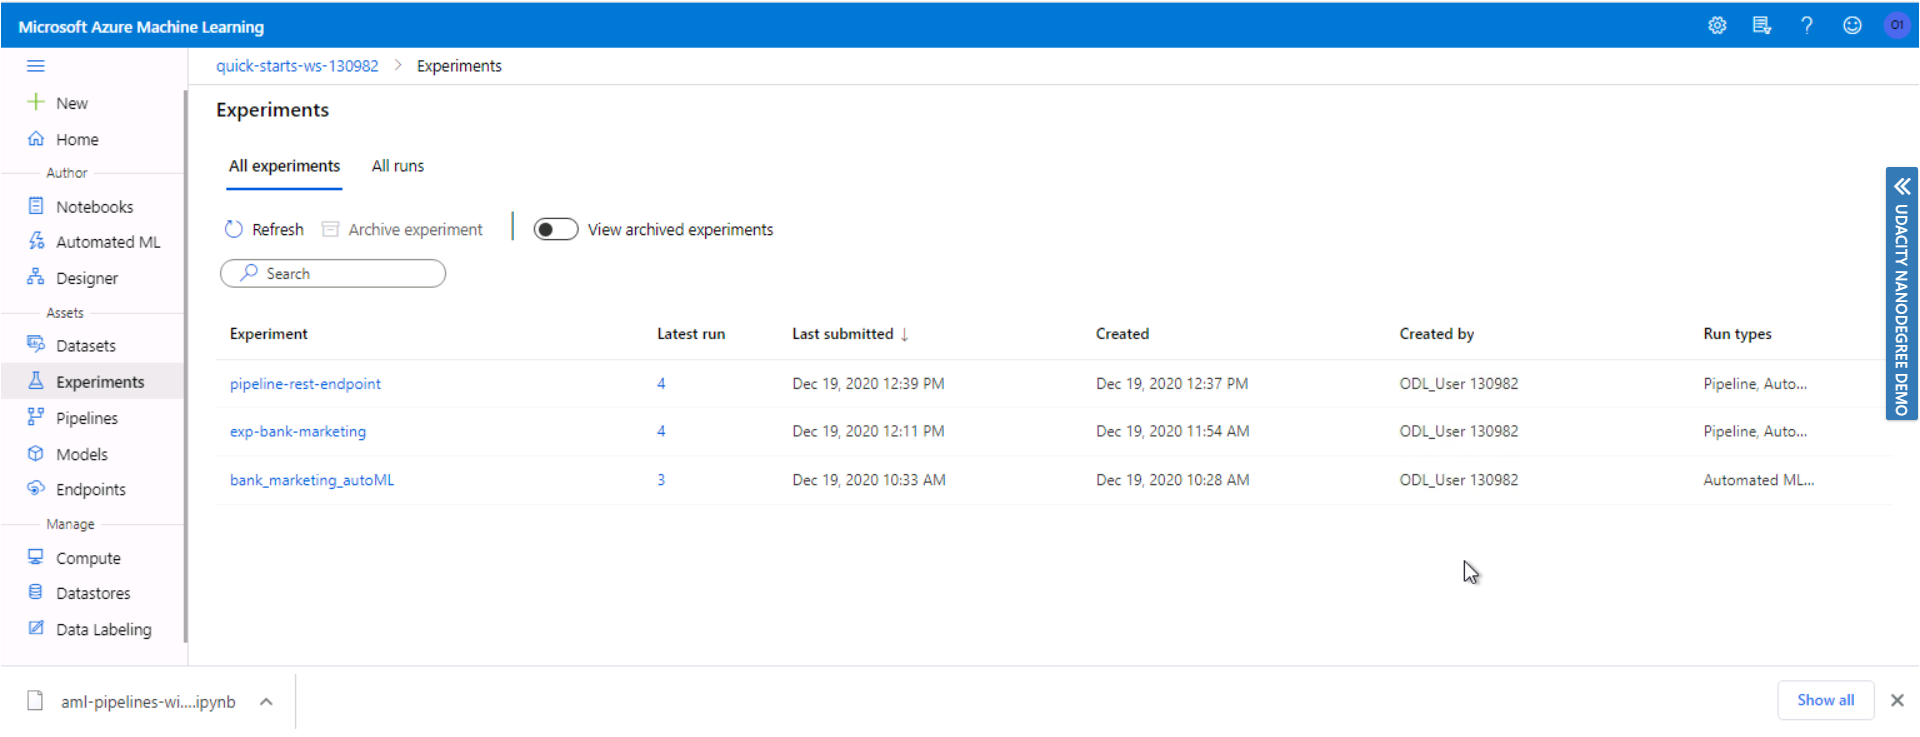 Microsoft Azure Machine Learning
O1
quick-starts-ws-130982 > Experiments
New
Home
Author
Notebooks
Automated ML
Designer
Assets
Datasets
Experiments
Pipelines
Models
Endpoints
Manage
Compute
Datastores
Data Labeling
Experiments
All experiments All runs
Refresh Archive experiment View archived experiments
Search
Experiment Latest run Last submitted ↓ Created Created by Run types
pipeline-rest-endpoint 4 Dec 19, 2020 12:39 PM Dec 19, 2020 12:37 PM ODL_User 130982 Pipeline, Auto...
exp-bank-marketing 4 Dec 19, 2020 12:11 PM Dec 19, 2020 11:54 AM ODL_User 130982 Pipeline, Auto...
bank_marketing_autoML 3 Dec 19, 2020 10:33 AM Dec 19, 2020 10:28 AM ODL_User 130982 Automated ML...
UDACITY NANODEGREE DEMO
aml-pipelines-wi....ipynb
Show all